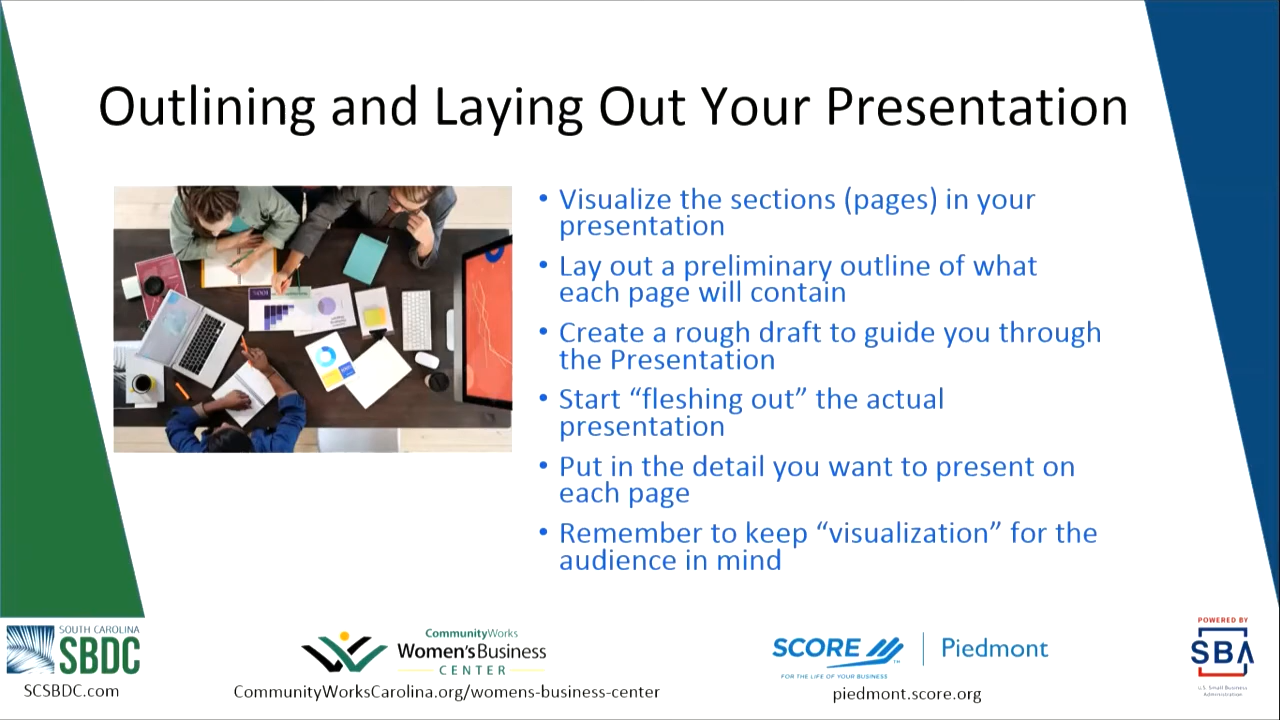 Outlining and Laying Out Your Presentation
• Visualize the sections (pages) in your
presentation
• Lay out a preliminary outline of what
each page will contain
• Create a rough draft to guide you through
the Presentation
• Start “fleshing out” the actual
presentation
• Put in the detail you want to present on
each page
• Remember to keep “visualization” for the
audience in mind
SOUTH CAROLINA
SBDC
SCSBDC.com
CommunityWorks
Women'sBusiness
CENTER
CommunityWorksCarolina.org/womens-business-center
SCORE
FOR THE LIFE OF YOUR BUSINESS
Piedmont
piedmont.score.org
POWERED BY
SBA
U.S. Small Business
Administration